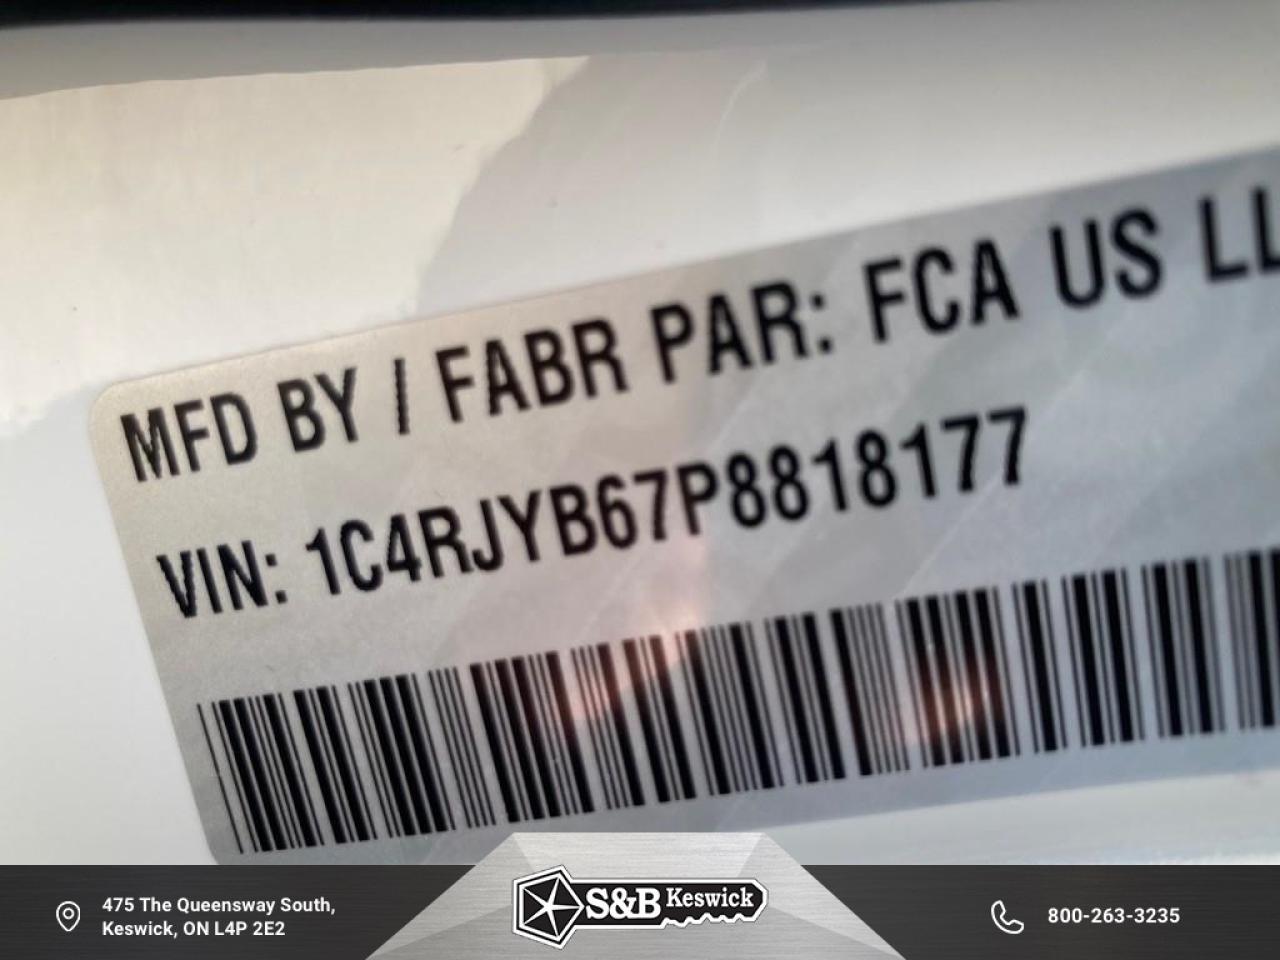 MFD BY / FABR PAR: FCA US LL
VIN: 1C4RJYB67P8818177
475 The Queensway South,
Keswick, ON L4P 2E2
S&B Keswick
800-263-3235